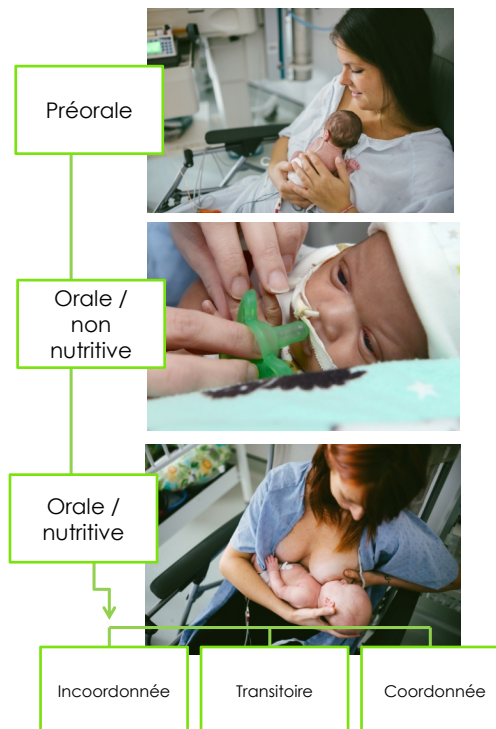 Préorale
Orale /
non
nutritive
Orale /
nutritive
Incoordonnée
Transitoire
Coordonnée